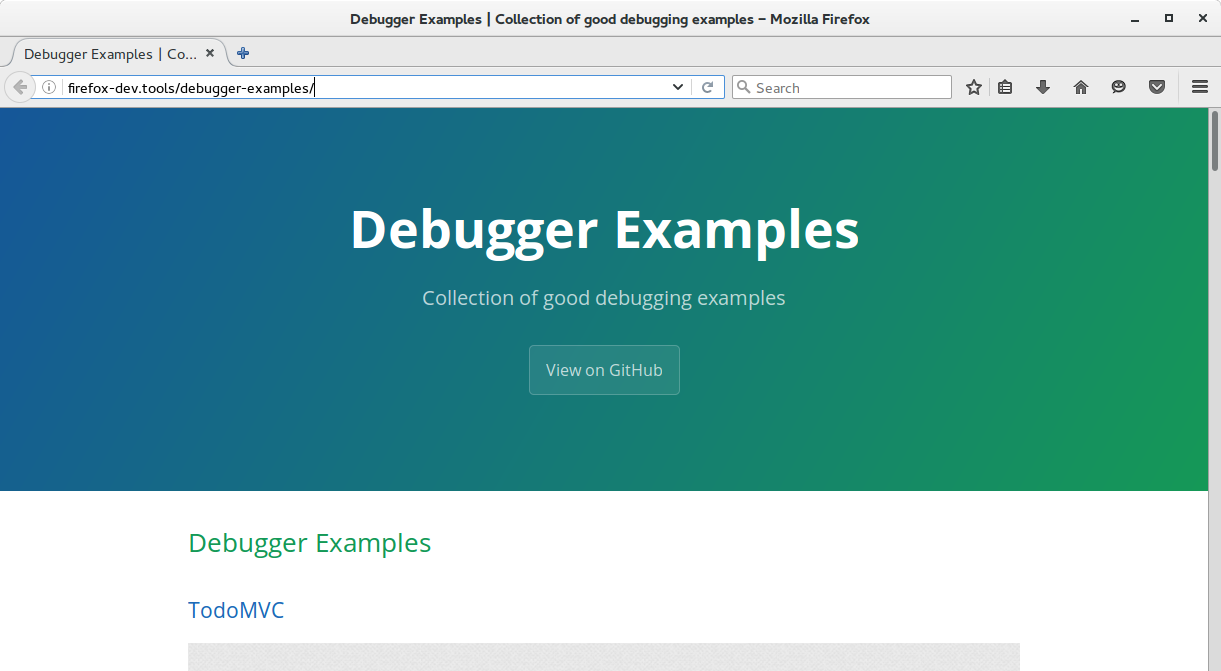 Debugger Examples | Collection of good debugging examples – Mozilla Firefox
Debugger Examples | Co...
firefox-dev.tools/debugger-examples/
Search
Debugger Examples
Collection of good debugging examples
View on GitHub
Debugger Examples
TodoMVC